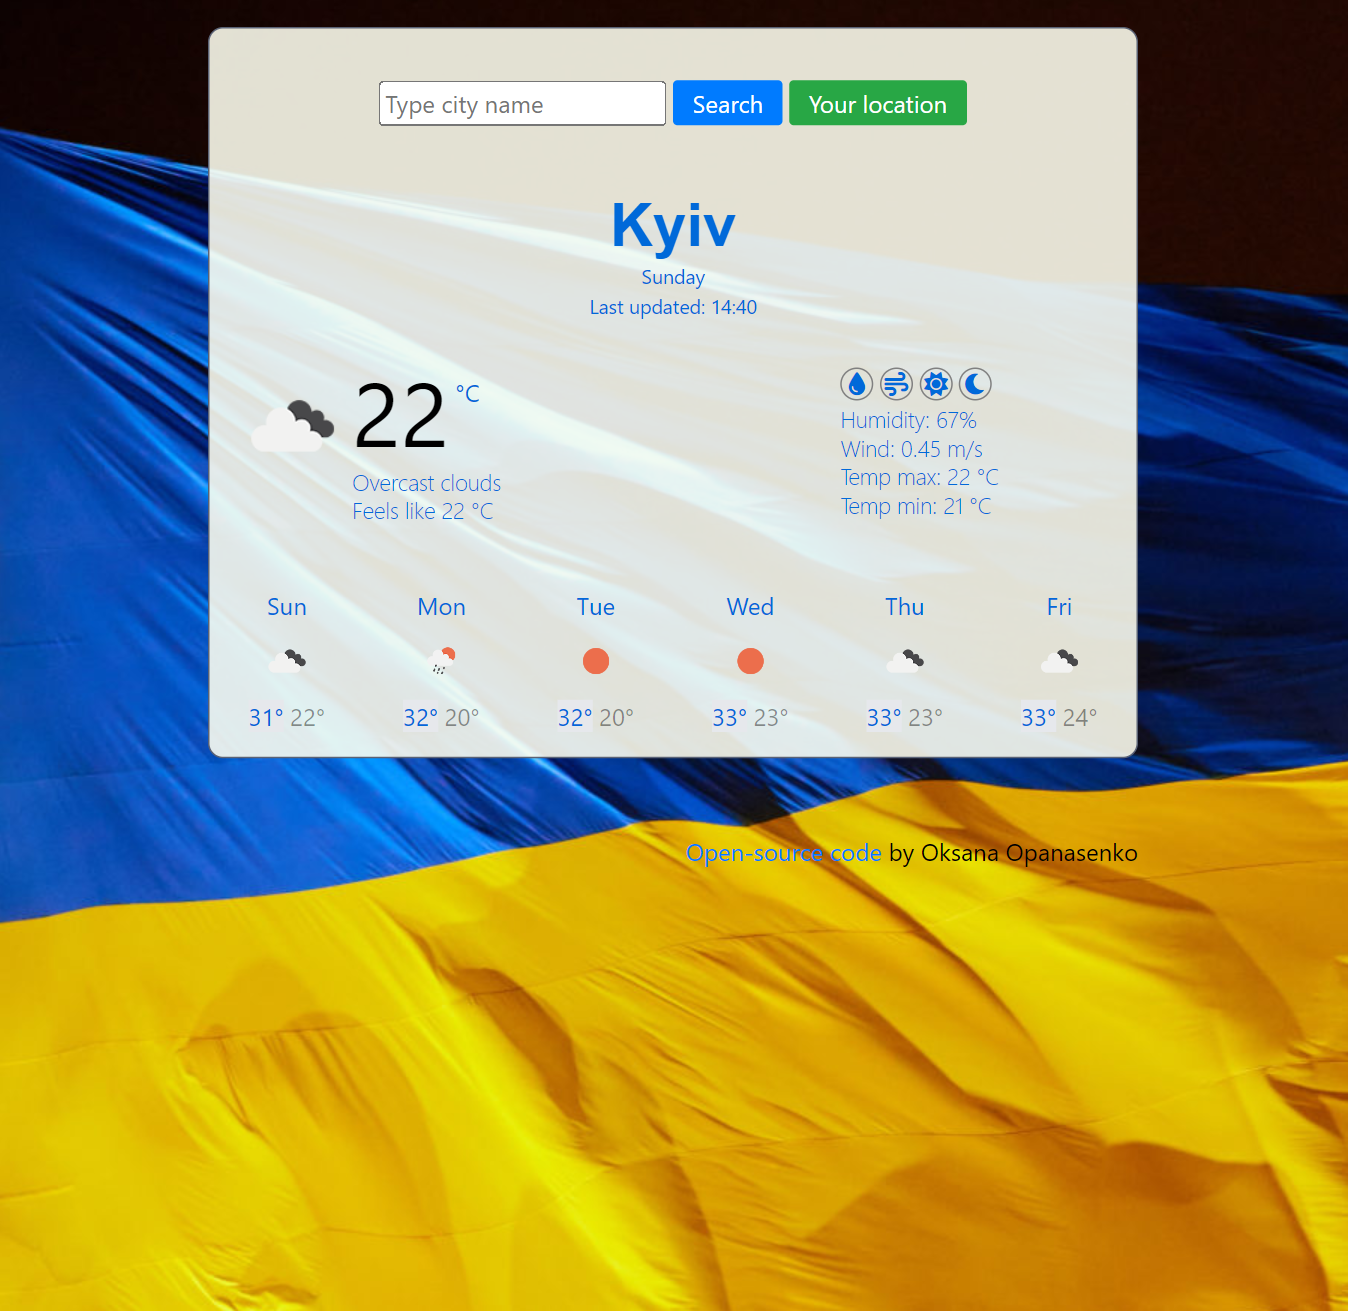 Type city name Search Your location
Kyiv
Sunday
Last updated: 14:40
22 °C
Overcast clouds
Feels like 22 °C
Humidity: 67%
Wind: 0.45 m/s
Temp max: 22 °C
Temp min: 21 °C
Sun Mon Tue Wed Thu Fri
31° 22° 32° 20° 32° 20° 33° 23° 33° 23° 33° 24°
Open-source code by Oksana Opanasenko